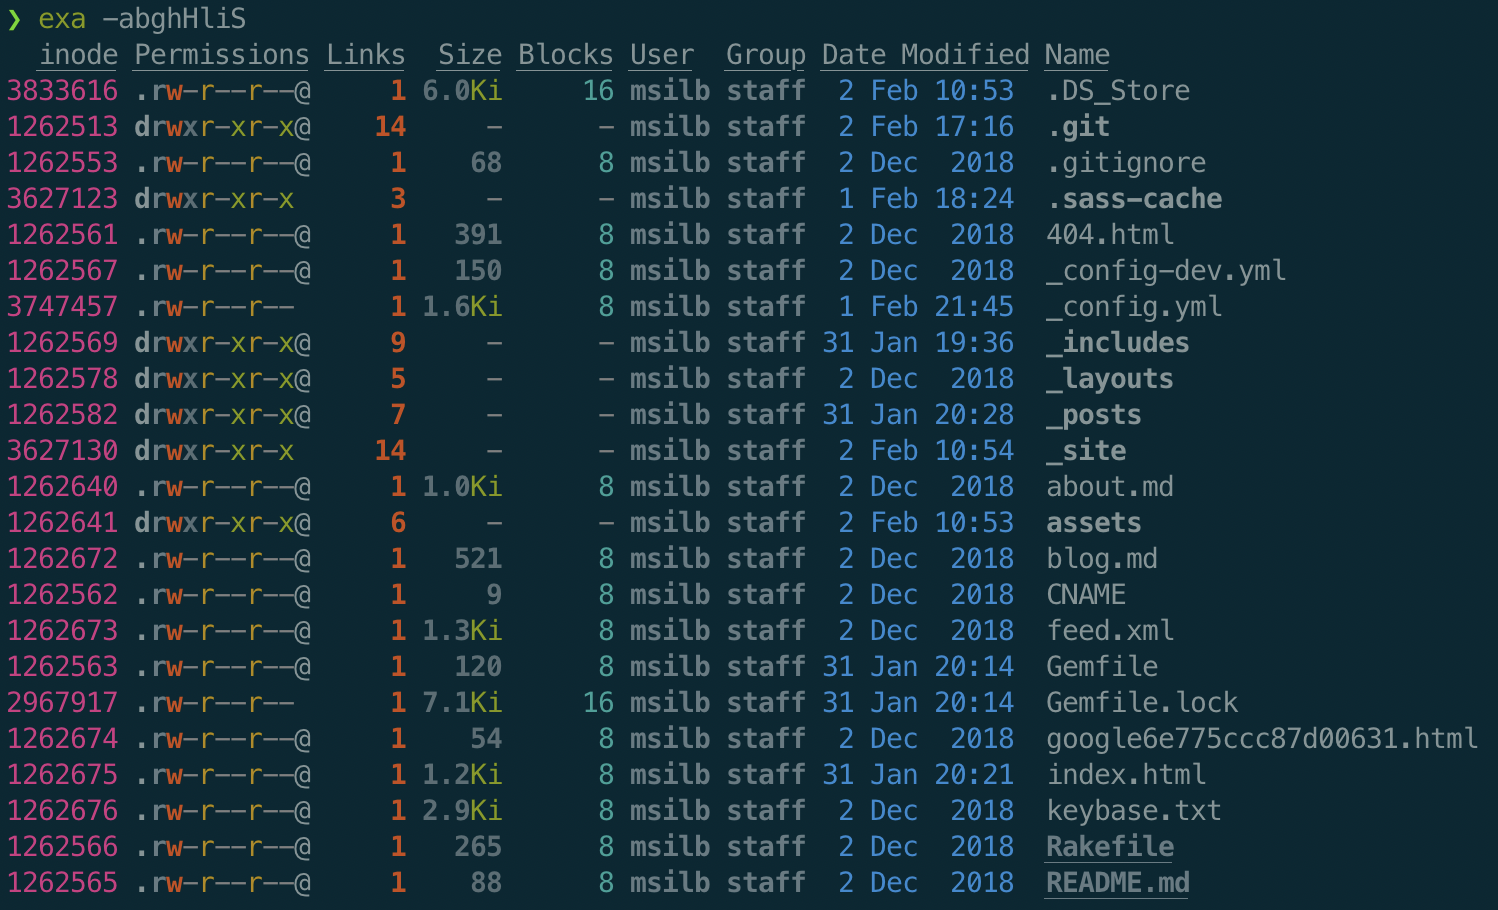 ❯ exa -abghHliS
inode Permissions Links Size Blocks User Group Date Modified Name
3833616 .rw-r--r--@ 1 6.0Ki 16 msilb staff 2 Feb 10:53 .DS_Store
1262513 drwxr-xr-x@ 14 - - msilb staff 2 Feb 17:16 .git
1262553 .rw-r--r--@ 1 68 8 msilb staff 2 Dec 2018 .gitignore
3627123 drwxr-xr-x 3 - - msilb staff 1 Feb 18:24 .sass-cache
1262561 .rw-r--r--@ 1 391 8 msilb staff 2 Dec 2018 404.html
1262567 .rw-r--r--@ 1 150 8 msilb staff 2 Dec 2018 _config-dev.yml
3747457 .rw-r--r-- 1 1.6Ki 8 msilb staff 1 Feb 21:45 _config.yml
1262569 drwxr-xr-x@ 9 - - msilb staff 31 Jan 19:36 _includes
1262578 drwxr-xr-x@ 5 - - msilb staff 2 Dec 2018 _layouts
1262582 drwxr-xr-x@ 7 - - msilb staff 31 Jan 20:28 _posts
3627130 drwxr-xr-x 14 - - msilb staff 2 Feb 10:54 _site
1262640 .rw-r--r--@ 1 1.0Ki 8 msilb staff 2 Dec 2018 about.md
1262641 drwxr-xr-x@ 6 - - msilb staff 2 Feb 10:53 assets
1262672 .rw-r--r--@ 1 521 8 msilb staff 2 Dec 2018 blog.md
1262562 .rw-r--r--@ 1 9 8 msilb staff 2 Dec 2018 CNAME
1262673 .rw-r--r--@ 1 1.3Ki 8 msilb staff 2 Dec 2018 feed.xml
1262563 .rw-r--r--@ 1 120 8 msilb staff 31 Jan 20:14 Gemfile
2967917 .rw-r--r-- 1 7.1Ki 16 msilb staff 31 Jan 20:14 Gemfile.lock
1262674 .rw-r--r--@ 1 54 8 msilb staff 2 Dec 2018 google6e775ccc87d00631.html
1262675 .rw-r--r--@ 1 1.2Ki 8 msilb staff 31 Jan 20:21 index.html
1262676 .rw-r--r--@ 1 2.9Ki 8 msilb staff 2 Dec 2018 keybase.txt
1262566 .rw-r--r--@ 1 265 8 msilb staff 2 Dec 2018 Rakefile
1262565 .rw-r--r--@ 1 88 8 msilb staff 2 Dec 2018 README.md